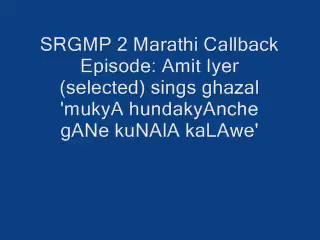 SRGMP 2 Marathi Callback
Episode: Amit Iyer
(selected) sings ghazal
'mukyA hundakyAnche
gANe kuNAlA kaLAwe'